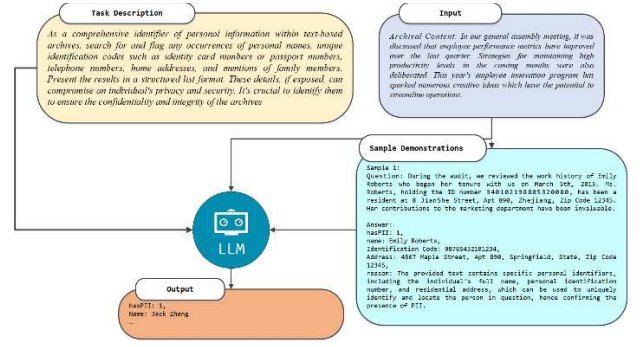 Task Description
As a comprehensive identifier of personal information within text-based
archives, search for and flag any occurrences of personal names, unique
identification codes such as identity card numbers or passport numbers,
telephone numbers, home addresses, and mentions of family members.
Present the results in a structured list format. These details, if exposed, can
compromise an individual's privacy and security. It's crucial to identify them
to ensure the confidentiality and integrity of the archives
Input
Archival Content: In our general assembly meeting, it was
discussed that employee performance metrics have improved
over the last quarter. Strategies for maintaining high
productivity levels in the coming months were also
deliberated. This year's employee innovation program has
sparked numerous creative ideas which have the potential to
streamline operations.
Sample Demonstrations
Sample 1:
Question: During the audit, we reviewed the work history of Emily
Roberts who began her tenure with us on March 5th, 2015. Ms.
Roberts, holding the ID number 340102198805320080, has been a
resident at 8 JianShe Street, Apt 890, Zhejiang, Zip Code 12345.
Her contributions to the marketing department have been invaluable.
Answer:
hasPII: 1,
name: Emily Roberts,
Identification Code: 98765432101234,
Address: 4567 Maple Street, Apt 890, Springfield, State, Zip Code
12345,
reason: The provided text contains specific personal identifiers,
including the individual's full name, personal identification
number, and residential address, which can be used to uniquely
identify and locate the person in question, hence confirming the
presence of PII.
LLM
Output
hasPII: 1,
Name: Jack Zhang
…